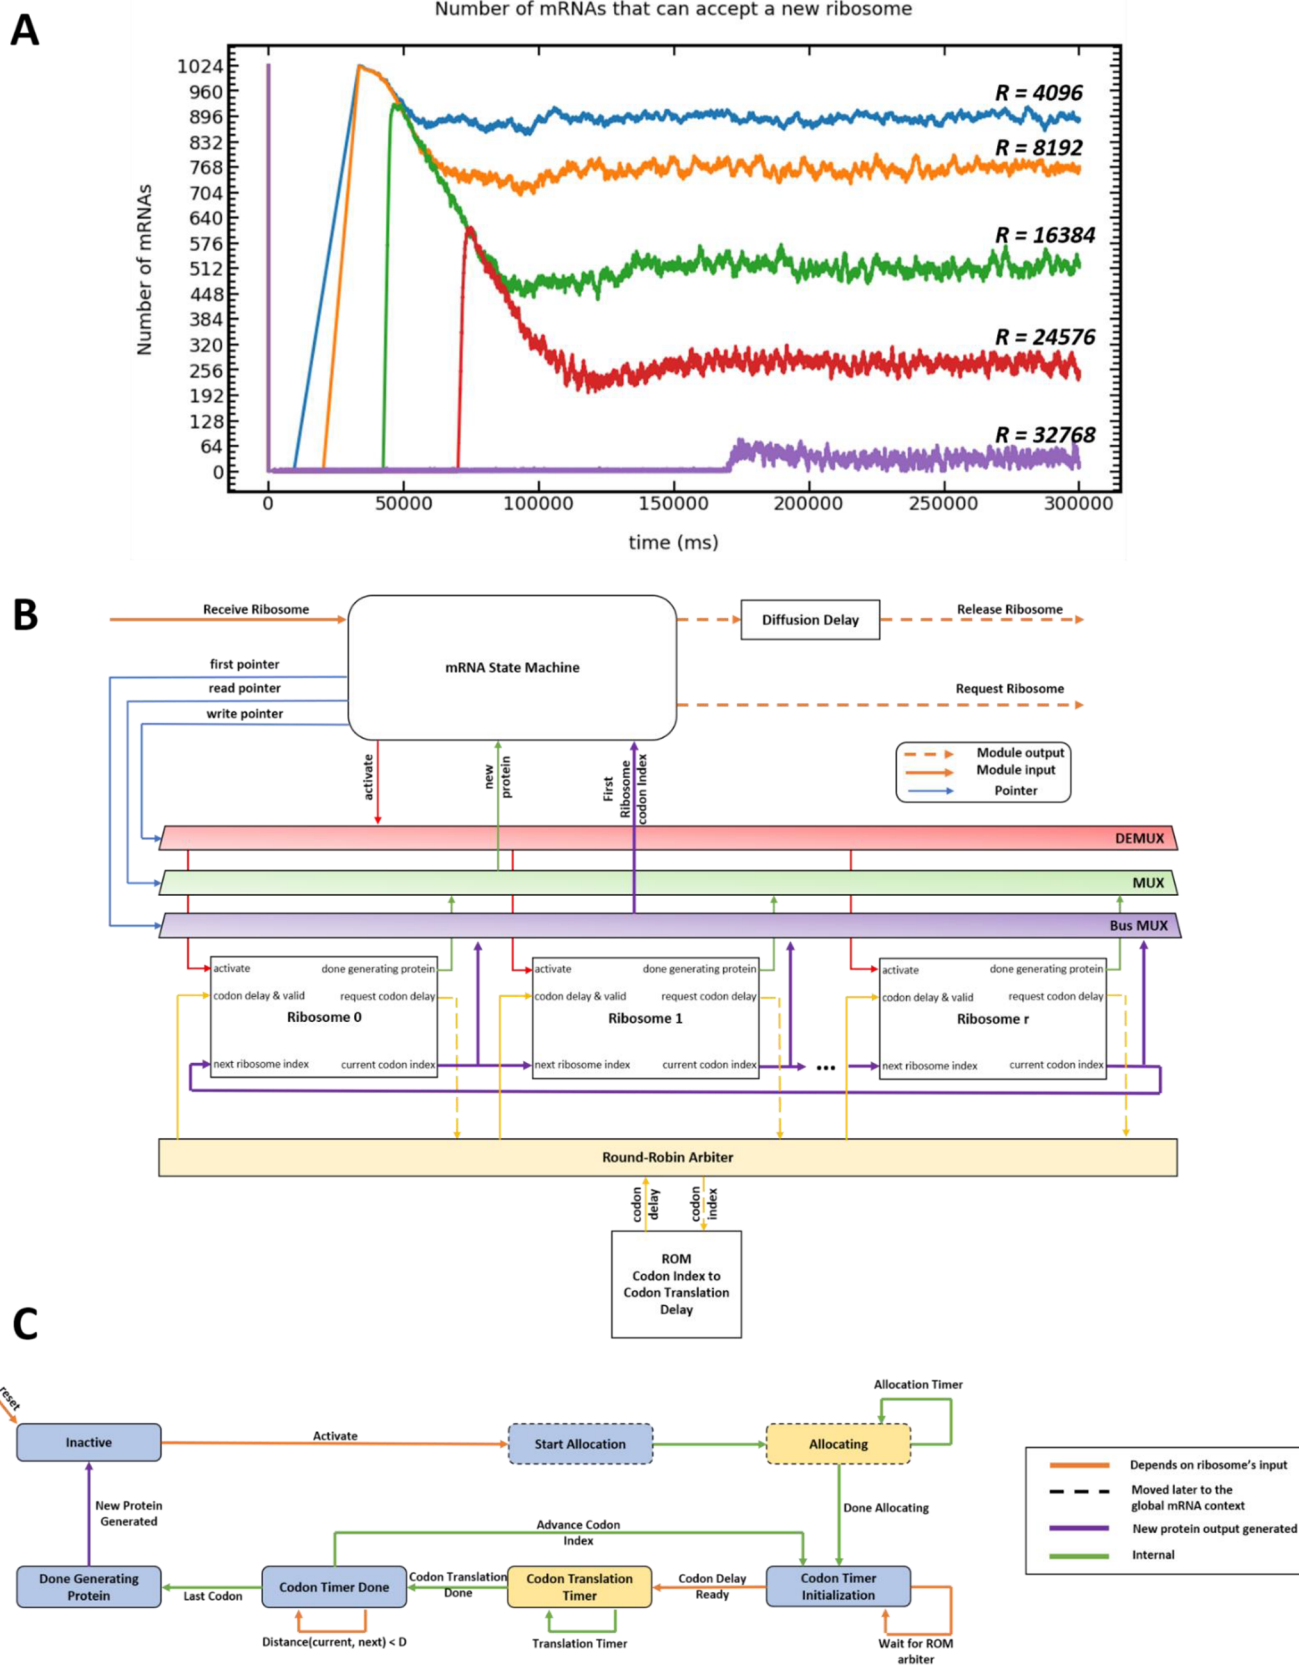 A
Number of mRNAs that can accept a new ribosome
Number of mRNAs
1024
960
896
832
768
704
640
576
512
448
384
320
256
192
128
64
0
R = 4096
R = 8192
R = 16384
R = 24576
R = 32768
0 50000 100000 150000 200000 250000 300000
time (ms)
B
Receive Ribosome
mRNA State Machine
Diffusion Delay
Release Ribosome
first pointer
read pointer
write pointer
Request Ribosome
Module output
Module input
Pointer
activate
new
protein
First
Ribosome
codon Index
DEMUX
MUX
Bus MUX
activate
done generating protein
codon delay & valid
request codon delay
Ribosome 0
next ribosome index
current codon index
activate
done generating protein
codon delay & valid
request codon delay
Ribosome 1
next ribosome index
current codon index
...
activate
done generating protein
codon delay & valid
request codon delay
Ribosome r
next ribosome index
current codon index
Round-Robin Arbiter
codon
delay
codon
index
ROM
Codon Index to
Codon Translation
Delay
C
reset
Inactive
Activate
Start Allocation
Allocating
Allocation Timer
Done Allocating
New Protein
Generated
Advance Codon
Index
Done Generating
Protein
Last Codon
Codon Timer Done
Codon Translation
Done
Codon Translation
Timer
Codon Delay
Ready
Codon Timer
Initialization
Distance(current, next) < D
Translation Timer
Wait for ROM
arbiter
Depends on ribosome's input
Moved later to the
global mRNA context
New protein output generated
Internal